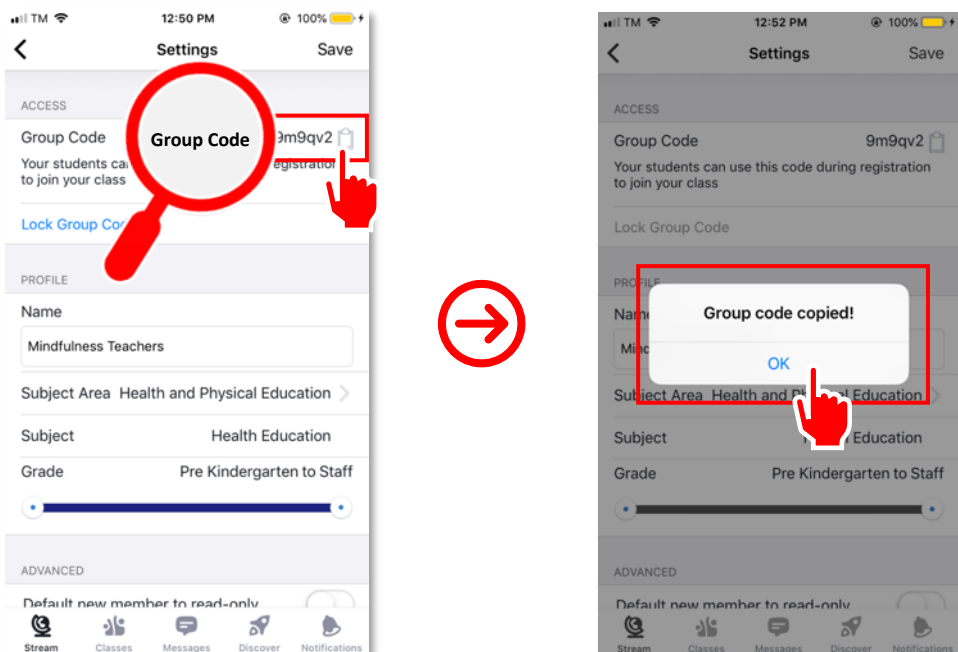 TM 12:50 PM 100%
Settings Save
ACCESS
Group Code Group Code 9m9qv2
Your students can registration
to join your class
Lock Group Code
PROFILE
Name
Mindfulness Teachers
Subject Area Health and Physical Education
Subject Health Education
Grade Pre Kindergarten to Staff
ADVANCED
Default new member to read-only
Stream Classes Messages Discover Notifications
TM 12:52 PM 100%
Settings Save
ACCESS
Group Code 9m9qv2
Your students can use this code during registration
to join your class
Lock Group Code
PROFILE
Name
Group code copied!
OK
Subject Area Health and Physical Education
Subject Health Education
Grade Pre Kindergarten to Staff
ADVANCED
Default new member to read-only
Stream Classes Messages Discover Notifications